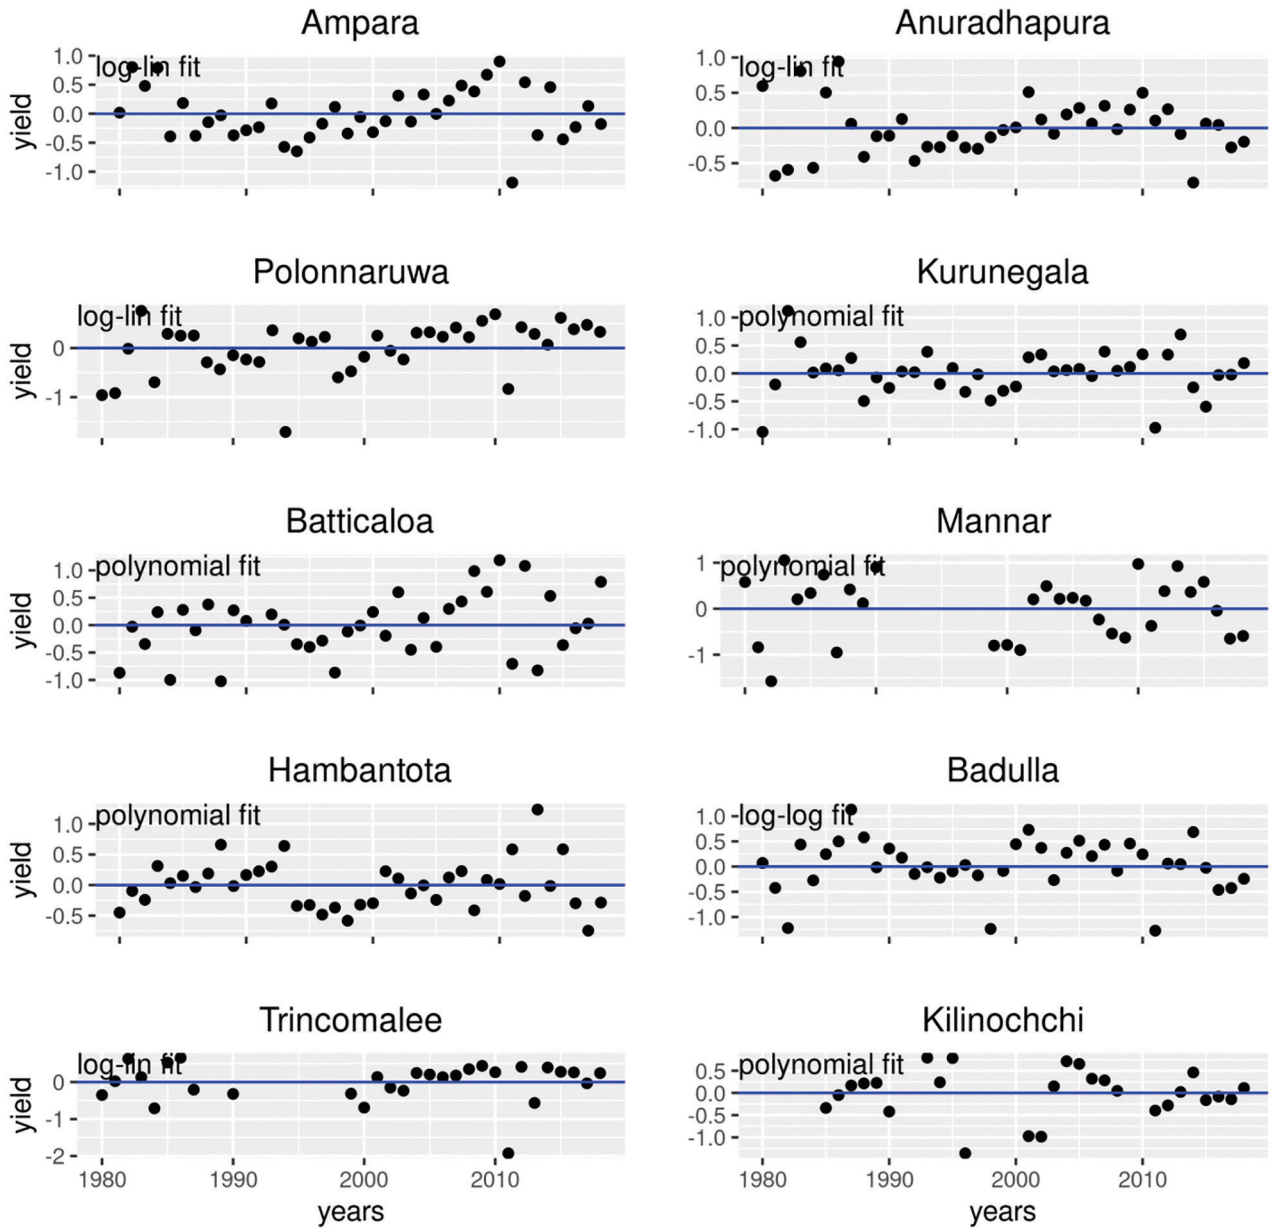 Ampara
Anuradhapura
1.0
0.5
0.0
-0.5
-1.0
yield
log-lin fit
1.0
0.5
0.0
-0.5
log-lin fit
Polonnaruwa
Kurunegala
0
-1
yield
log-lin fit
1.0
0.5
0.0
-0.5
-1.0
polynomial fit
Batticaloa
Mannar
1.0
0.5
0.0
-0.5
-1.0
yield
polynomial fit
1
0
-1
polynomial fit
Hambantota
Badulla
1.0
0.5
0.0
-0.5
yield
polynomial fit
1.0
0.5
0.0
-0.5
-1.0
log-log fit
Trincomalee
Kilinochchi
0
-1
-2
yield
log-lin fit
0.5
0.0
-0.5
-1.0
polynomial fit
1980 1990 2000 2010
1980 1990 2000 2010
years
years